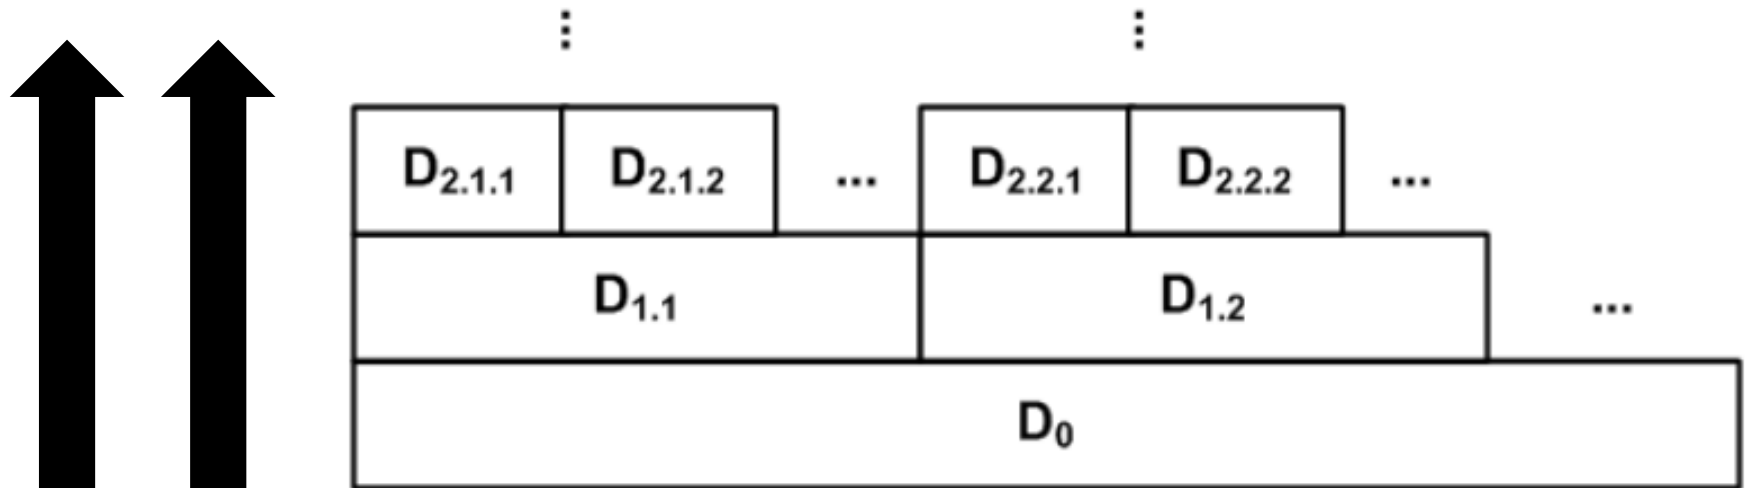 ⋮ ⋮
D₂.₁.₁ D₂.₁.₂ ... D₂.₂.₁ D₂.₂.₂ ...
D₁.₁ D₁.₂ ...
D₀